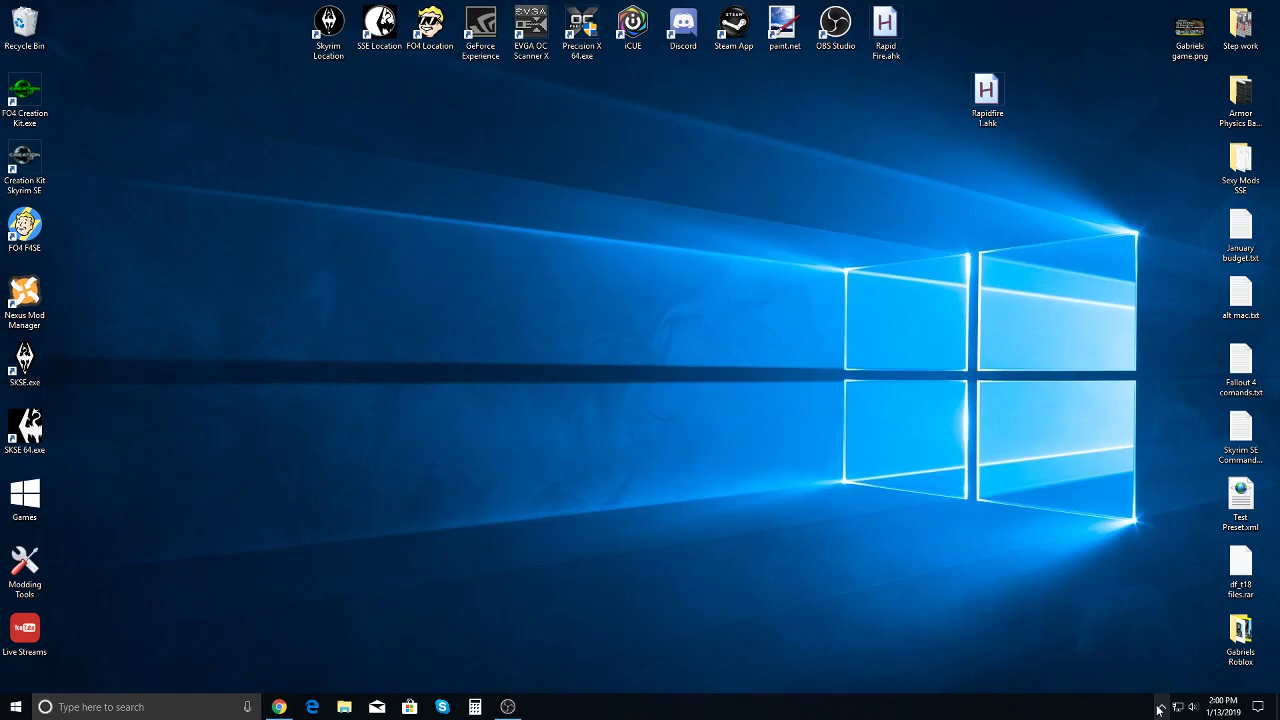 Recycle Bin
Skyrim
Location
SSE Location
FO4 Location
GeForce
Experience
EVGA OC
Scanner X
Precision X
64.exe
iCUE
Discord
Steam App
paint.net
OBS Studio
Rapid
Fire.ahk
Gabriels
game.png
Step work
FO4 Creation
Kit.exe
Rapidfire
1.ahk
Armor
Physics Ba...
Creation Kit
Skyrim SE
Sexy Mods
SSE
FO4 F4SE
January
budget.txt
Nexus Mod
Manager
alt mac.txt
SKSE.exe
Fallout 4
comands.txt
SKSE 64.exe
Skyrim SE
Command...
Games
Test
Preset.xml
Modding
Tools
df_t18
files.rar
YouTube
Live Streams
Gabriels
Roblox
Type here to search
2:00 PM
1/13/2019